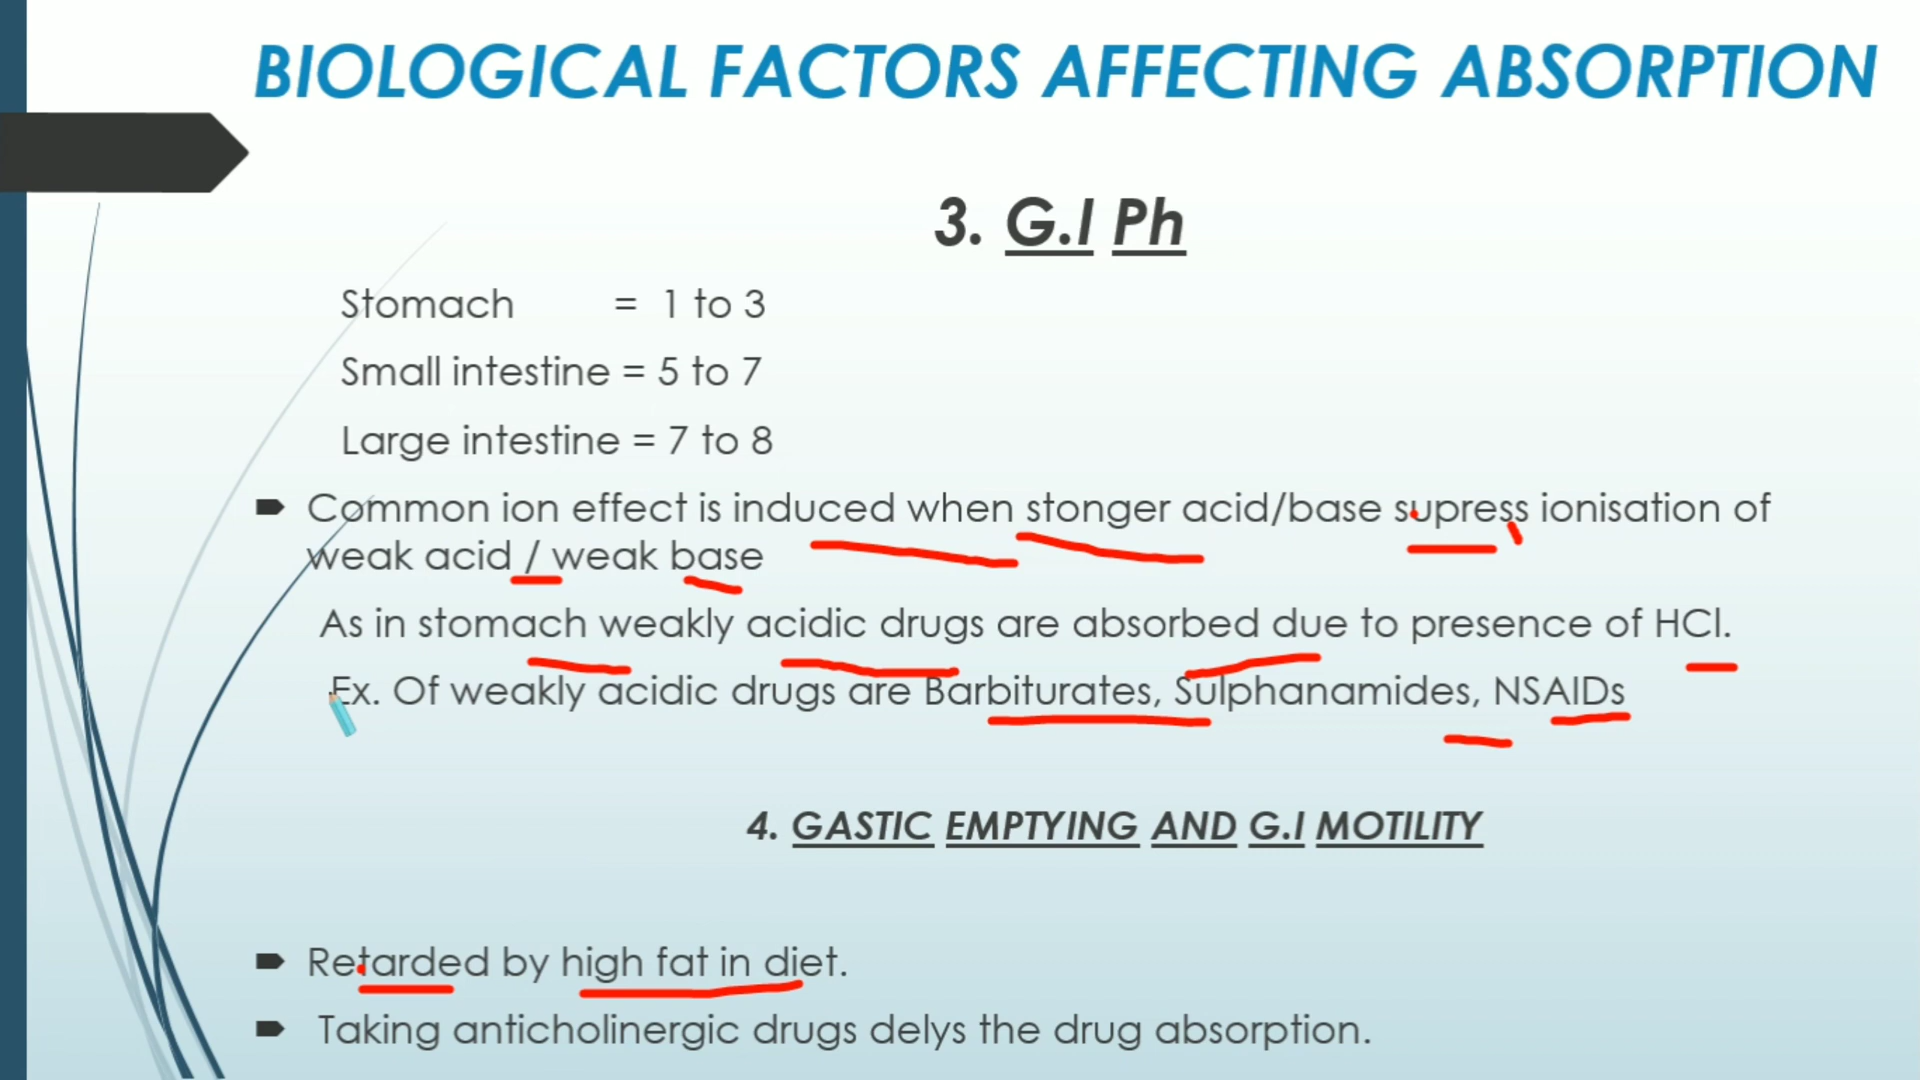 BIOLOGICAL FACTORS AFFECTING ABSORPTION
3. G.I Ph
Stomach = 1 to 3
Small intestine = 5 to 7
Large intestine = 7 to 8
Common ion effect is induced when stonger acid/base supress ionisation of
weak acid / weak base
As in stomach weakly acidic drugs are absorbed due to presence of HCl.
Ex. Of weakly acidic drugs are Barbiturates, Sulphanamides, NSAIDs
4. GASTIC EMPTYING AND G.I MOTILITY
Retarded by high fat in diet.
Taking anticholinergic drugs delys the drug absorption.